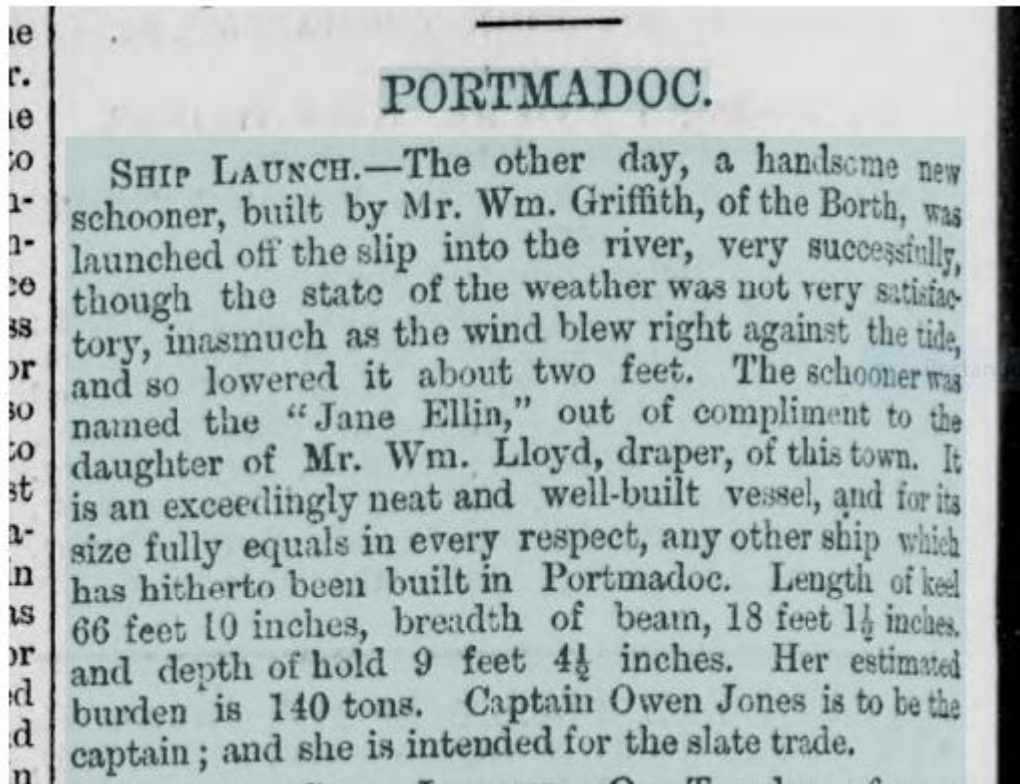 PORTMADOC.
SHIP LAUNCH.—The other day, a handsome new
schooner, built by Mr. Wm. Griffith, of the Borth, was
launched off the slip into the river, very successfully,
though the state of the weather was not very satisfac-
tory, inasmuch as the wind blew right against the tide,
and so lowered it about two feet. The schooner was
named the "Jane Ellin," out of compliment to the
daughter of Mr. Wm. Lloyd, draper, of this town. It
is an exceedingly neat and well-built vessel, and for its
size fully equals in every respect, any other ship which
has hitherto been built in Portmadoc. Length of keel
66 feet 10 inches, breadth of beam, 18 feet 1½ inches,
and depth of hold 9 feet 4½ inches. Her estimated
burden is 140 tons. Captain Owen Jones is to be the
captain; and she is intended for the slate trade.